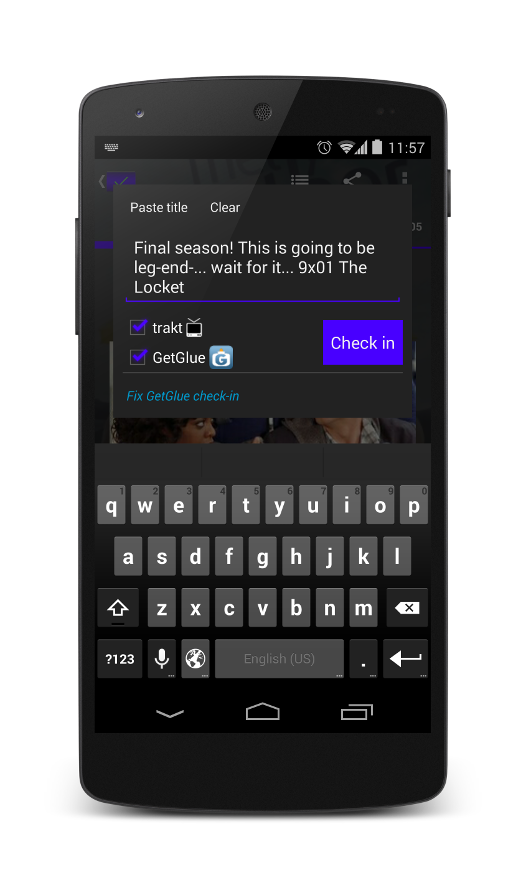 11:57
05
Paste title Clear
Final season! This is going to be
leg-end-... wait for it... 9x01 The
Locket
trakt
GetGlue G
Check in
Fix GetGlue check-in
1 2 3 4 5 6 7 8 9 0
q w e r t y u i o p
a s d f g h j k l
z x c v b n m
?123 English (US) .